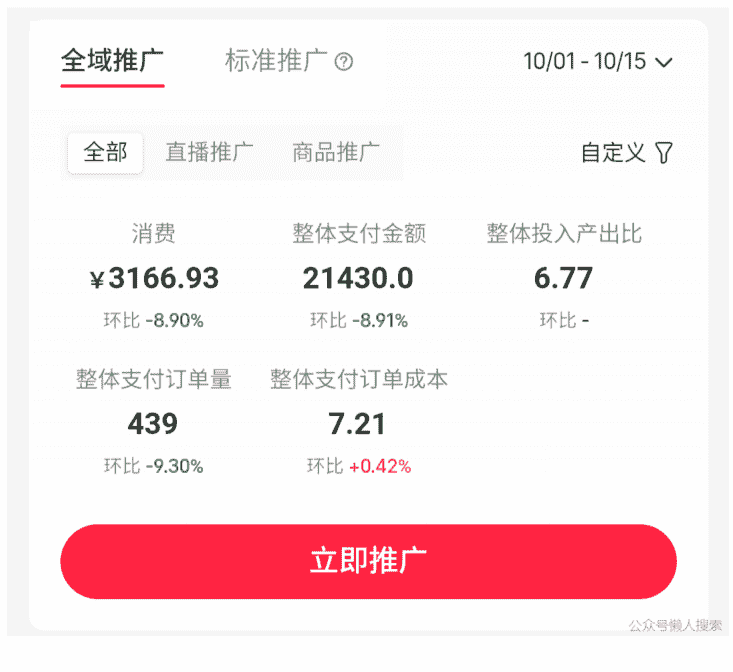 全域推广 标准推广 ? 10/01 - 10/15
全部 直播推广 商品推广 自定义
消费 整体支付金额 整体投入产出比
¥3166.93 21430.0 6.77
环比 -8.90% 环比 -8.91% 环比 -
整体支付订单量 整体支付订单成本
439 7.21
环比 -9.30% 环比 +0.42%
立即推广
公众号懒人搜索